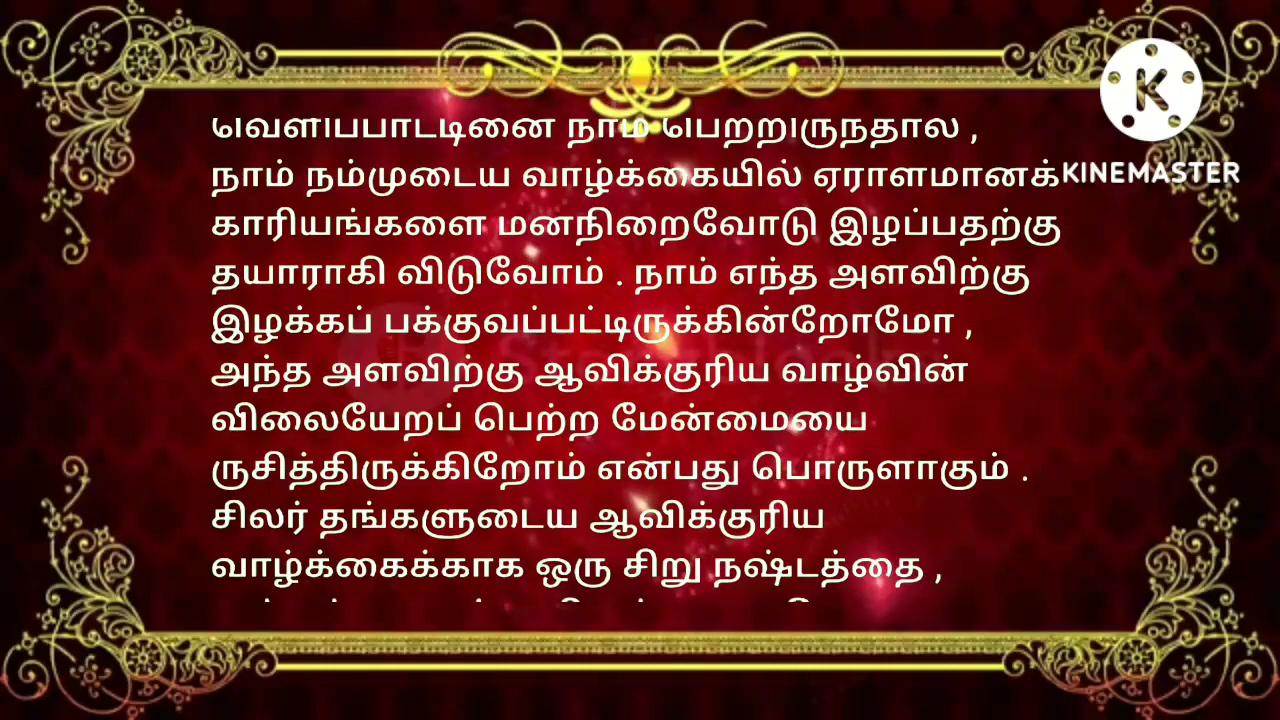 வெளிப்பாட்டினை நாம் பெற்றிருந்தால் ,
நாம் நம்முடைய வாழ்க்கையில் ஏராளமானக்
காரியங்களை மனநிறைவோடு இழப்பதற்கு
தயாராகி விடுவோம் . நாம் எந்த அளவிற்கு
இழக்கப் பக்குவப்பட்டிருக்கின்றோமோ ,
அந்த அளவிற்கு ஆவிக்குரிய வாழ்வின்
விலையேறப் பெற்ற மேன்மையை
ருசித்திருக்கிறோம் என்பது பொருளாகும் .
சிலர் தங்களுடைய ஆவிக்குரிய
வாழ்க்கைக்காக ஒரு சிறு நஷ்டத்தை ,
K
KINEMASTER